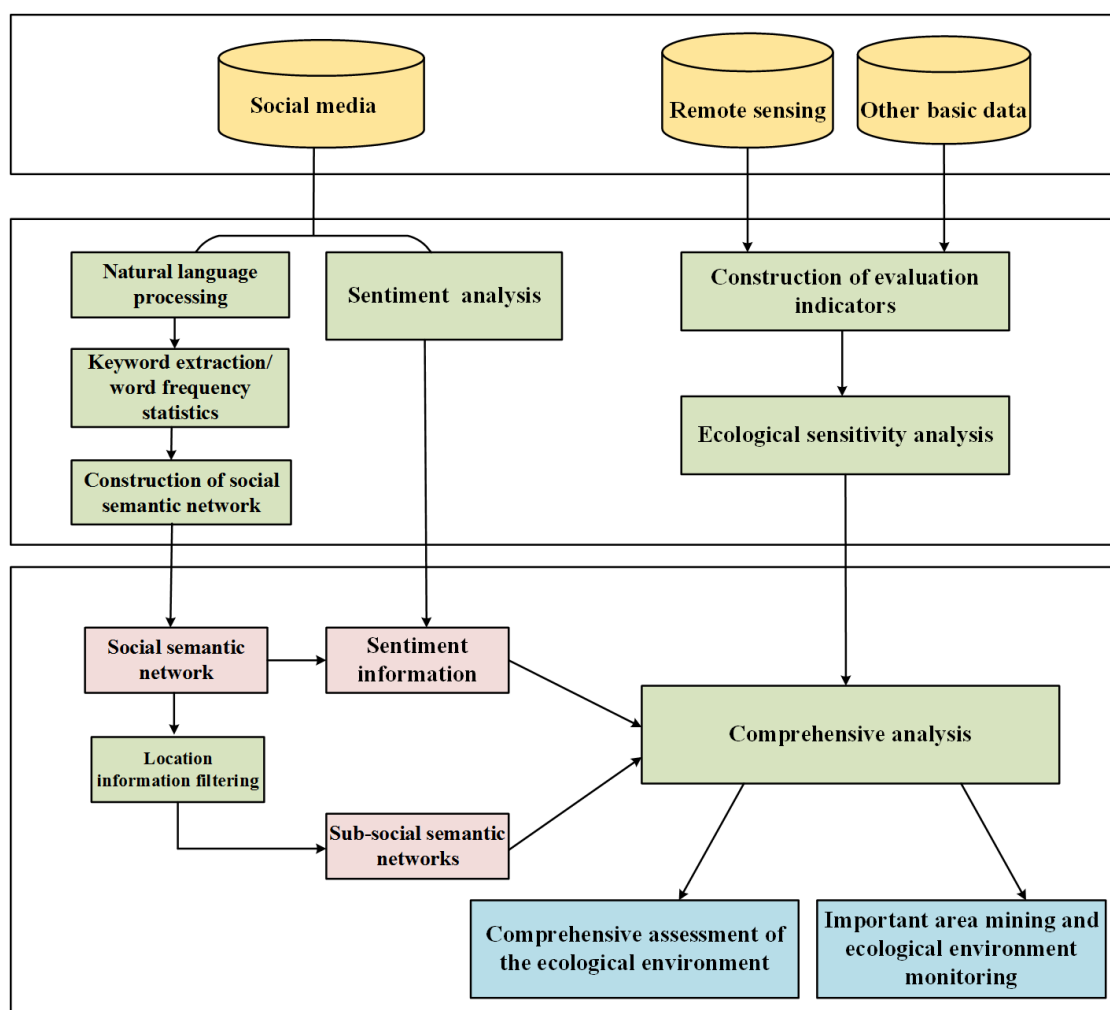 Social media
Remote sensing
Other basic data
Natural language
processing
Sentiment analysis
Construction of evaluation
indicators
Keyword extraction/
word frequency
statistics
Ecological sensitivity analysis
Construction of social
semantic network
Social semantic
network
Sentiment
information
Comprehensive analysis
Location
information filtering
Sub-social semantic
networks
Comprehensive assessment of
the ecological environment
Important area mining and
ecological environment
monitoring